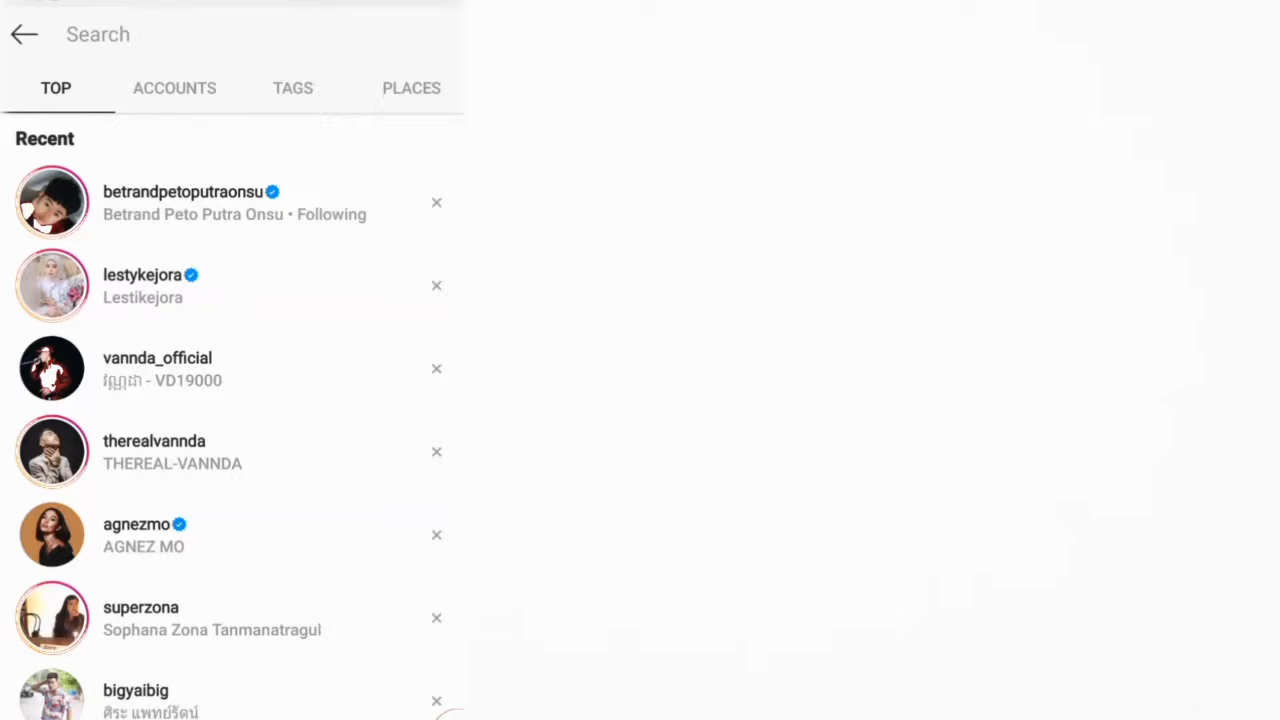 Search
TOP ACCOUNTS TAGS PLACES
Recent
betrandpetoputraonsu
Betrand Peto Putra Onsu • Following
lestykejora
Lestikejora
vannda_official
វណ្ណដា - VD19000
therealvannda
THEREAL-VANNDA
agnezmo
AGNEZ MO
superzona
Sophana Zona Tanmanatragul
bigyaibig
ศิระ แพทย์รัตน์